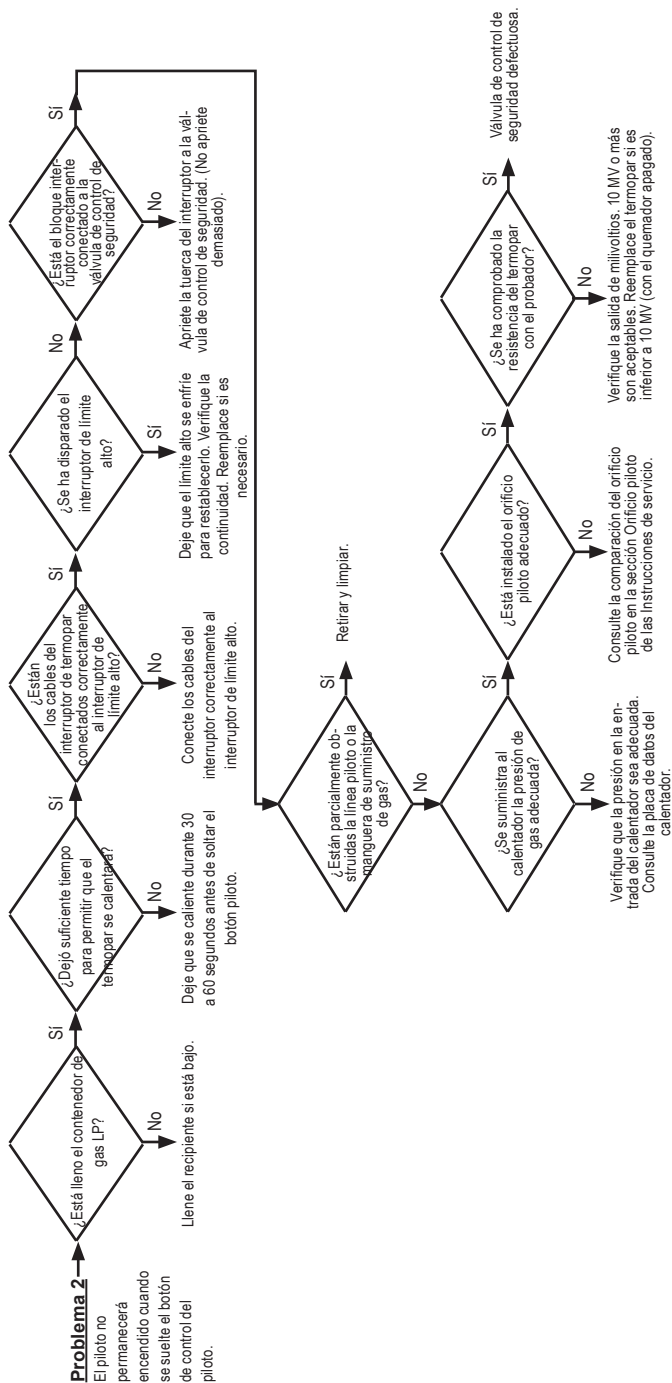 Problema 2
El piloto no
permanecerá
encendido cuando
se suelte el botón
de control del
piloto.
¿Está lleno el contenedor de
gas LP?
Sí
No
Llene el recipiente si está bajo.
¿Dejó suficiente tiempo
para permitir que el
termopar se calentara?
Sí
No
Deje que se caliente durante 30
a 60 segundos antes de soltar el
botón piloto.
¿Están
los cables del
interruptor de termopar
conectados correctamente
al interruptor de
límite alto?
Sí
No
Conecte los cables del
interruptor correctamente al
interruptor de límite alto.
¿Se ha disparado el
interruptor de límite
alto?
No
Sí
Deje que el límite alto se enfríe
para restablecerlo. Verifique la
continuidad. Reemplace si es
necesario.
¿Está el bloque inter-
ruptor correctamente
conectado a la
válvula de control de
seguridad?
Sí
No
Apriete la tuerca del interruptor a la vál-
vula de control de seguridad. (No apriete
demasiado).
¿Están parcialmente ob-
struidas la línea piloto o la
manguera de suministro
de gas?
Sí
Retirar y limpiar.
No
¿Se suministra al
calentador la presión de
gas adecuada?
Sí
No
Verifique que la presión en la en-
trada del calentador sea adecuada.
Consulte la placa de datos del
calentador.
¿Está instalado el orificio
piloto adecuado?
Sí
No
Consulte la comparación del orificio
piloto en la sección Orificio piloto
de las Instrucciones de servicio.
¿Se ha comprobado la
resistencia del termopar
con el probador?
Sí
Válvula de control de
seguridad defectuosa.
No
Verifique la salida de milivoltios. 10 MV o más
son aceptables. Reemplace el termopar si es
inferior a 10 MV (con el quemador apagado).